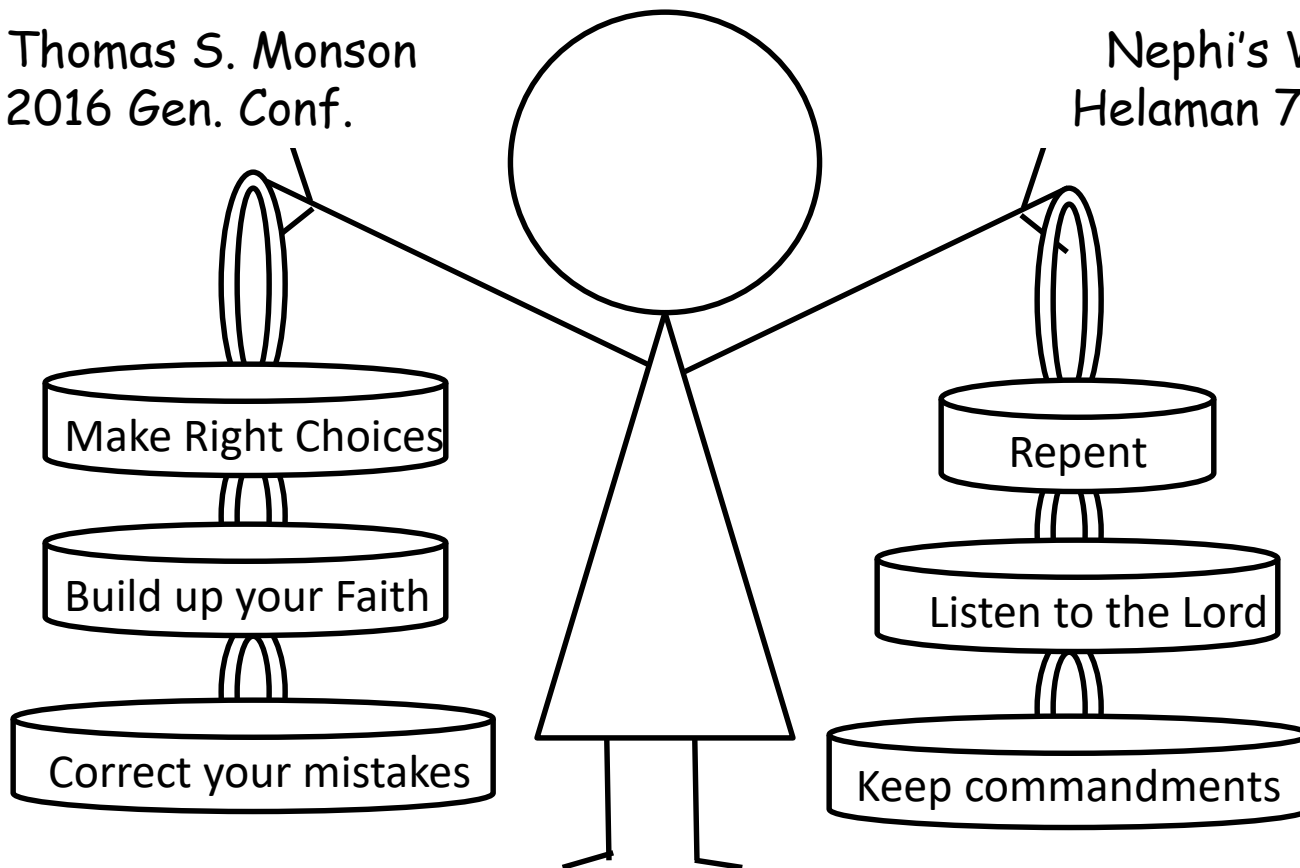 Thomas S. Monson
2016 Gen. Conf.
Nephi's
Helaman 7
Make Right Choices
Build up your Faith
Correct your mistakes
Repent
Listen to the Lord
Keep commandments